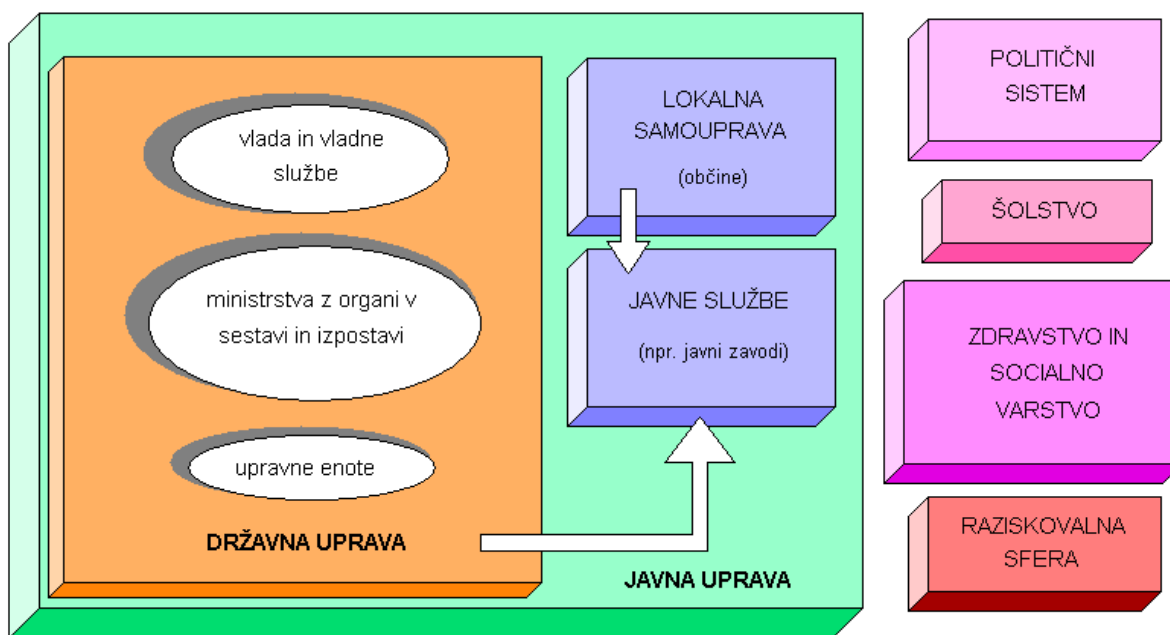 vlada in vladne
službe
ministrstva z organi v
sestavi in izpostavi
upravne enote
DRŽAVNA UPRAVA
LOKALNA
SAMOUPRAVA
(občine)
JAVNE SLUŽBE
(npr. javni zavodi)
JAVNA UPRAVA
POLITIČNI
SISTEM
ŠOLSTVO
ZDRAVSTVO IN
SOCIALNO
VARSTVO
RAZISKOVALNA
SFERA